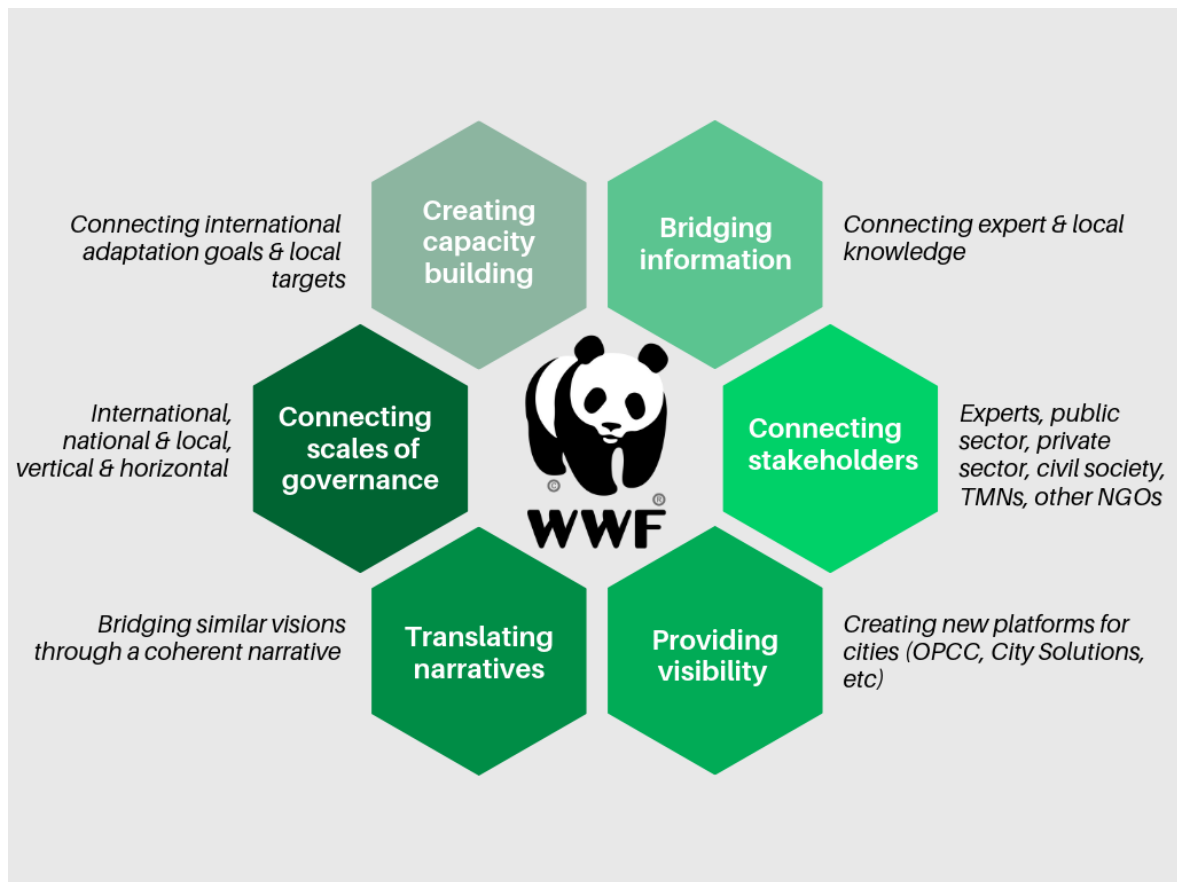 Creating
capacity
building
Connecting international
adaptation goals & local
targets
Bridging
information
Connecting expert & local
knowledge
Connecting
scales of
governance
International,
national & local,
vertical & horizontal
©
®
WWF
Connecting
stakeholders
Experts, public
sector, private
sector, civil society,
TMNs, other NGOs
Translating
narratives
Bridging similar visions
through a coherent narrative
Providing
visibility
Creating new platforms for
cities (OPCC, City Solutions,
etc)